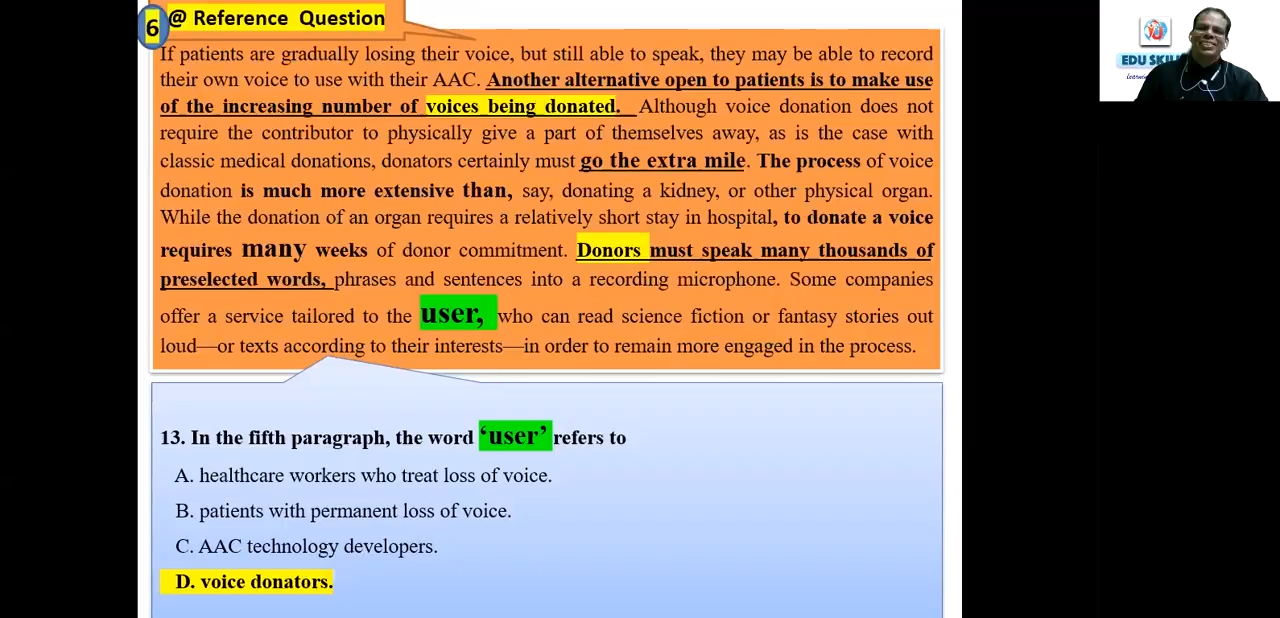 6
@ Reference Question
If patients are gradually losing their voice, but still able to speak, they may be able to record
their own voice to use with their AAC. Another alternative open to patients is to make use
of the increasing number of voices being donated. Although voice donation does not
require the contributor to physically give a part of themselves away, as is the case with
classic medical donations, donators certainly must go the extra mile. The process of voice
donation is much more extensive than, say, donating a kidney, or other physical organ.
While the donation of an organ requires a relatively short stay in hospital, to donate a voice
requires many weeks of donor commitment. Donors must speak many thousands of
preselected words, phrases and sentences into a recording microphone. Some companies
offer a service tailored to the user, who can read science fiction or fantasy stories out
loud—or texts according to their interests—in order to remain more engaged in the process.
13. In the fifth paragraph, the word ‘user’ refers to
A. healthcare workers who treat loss of voice.
B. patients with permanent loss of voice.
C. AAC technology developers.
D. voice donators.